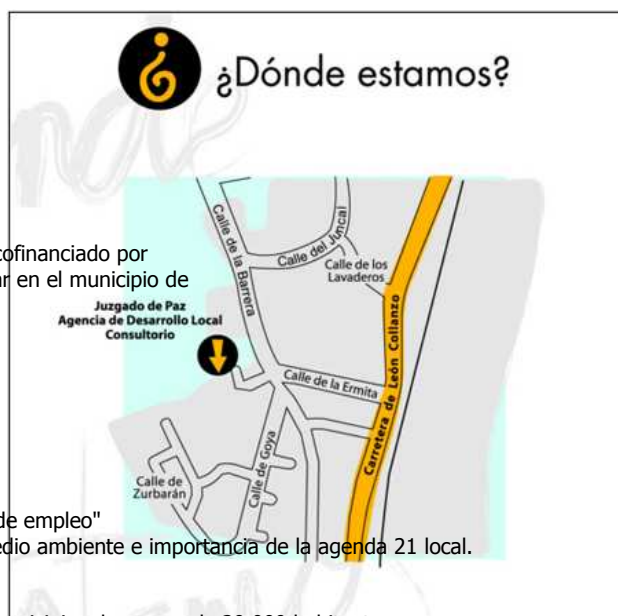 ¿Dónde estamos?
cofinanciado por
en el municipio de
Juzgado de Paz
Agencia de Desarrollo Local
Consultorio
Calle de la Barrera
Calle del Juncal
Calle de los
Lavaderos
Calle de la Ermita
Carretera de León Collanzo
Calle de Goya
Calle de
Zurbarán
de empleo"
medio ambiente e importancia de la agenda 21 local.